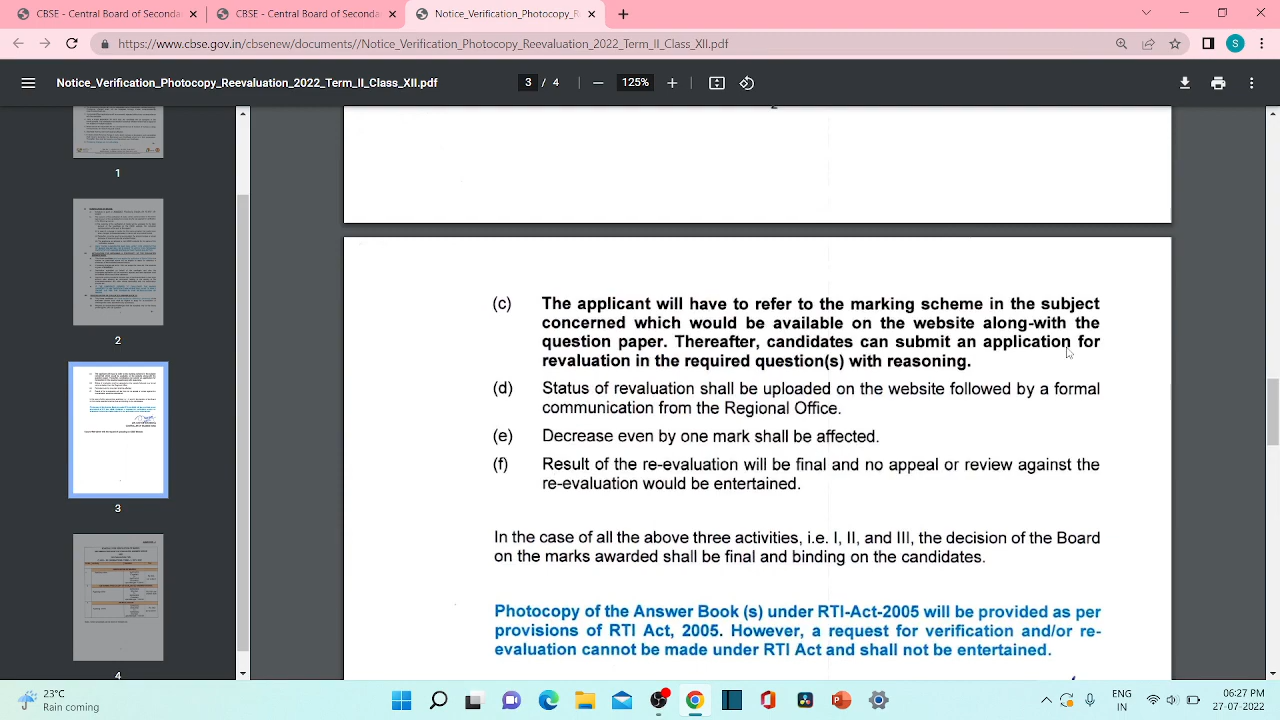 CBSE - Central Board of Seconda
CBSE - Central Board of Seconda
Notice_Verification_Photocopy_R
https://www.cbse.gov.in/cbsenew/documents//Notice_Verification_Photocopy_Reevaluation_2022_Term_II_Class_XII.pdf
S
Notice_Verification_Photocopy_Reevaluation_2022_Term_II_Class_XII.pdf
3 / 4
125%
1
2
3
4
(c) The applicant will have to refer to the marking scheme in the subject
concerned which would be available on the website along-with the
question paper. Thereafter, candidates can submit an application for
revaluation in the required question(s) with reasoning.
(d) Status of revaluation shall be uploaded on the website followed by a formal
communication from the Regional Office.
(e) Decrease even by one mark shall be affected.
(f) Result of the re-evaluation will be final and no appeal or review against the
re-evaluation would be entertained.
In the case of all the above three activities, i.e. I, II, and III, the decision of the Board
on the marks awarded shall be final and binding on the candidates.
Photocopy of the Answer Book (s) under RTI-Act-2005 will be provided as per
provisions of RTI Act, 2005. However, a request for verification and/or re-
evaluation cannot be made under RTI Act and shall not be entertained.
23°C
Rain coming
ENG
IN
06:27 PM
27-07-2022